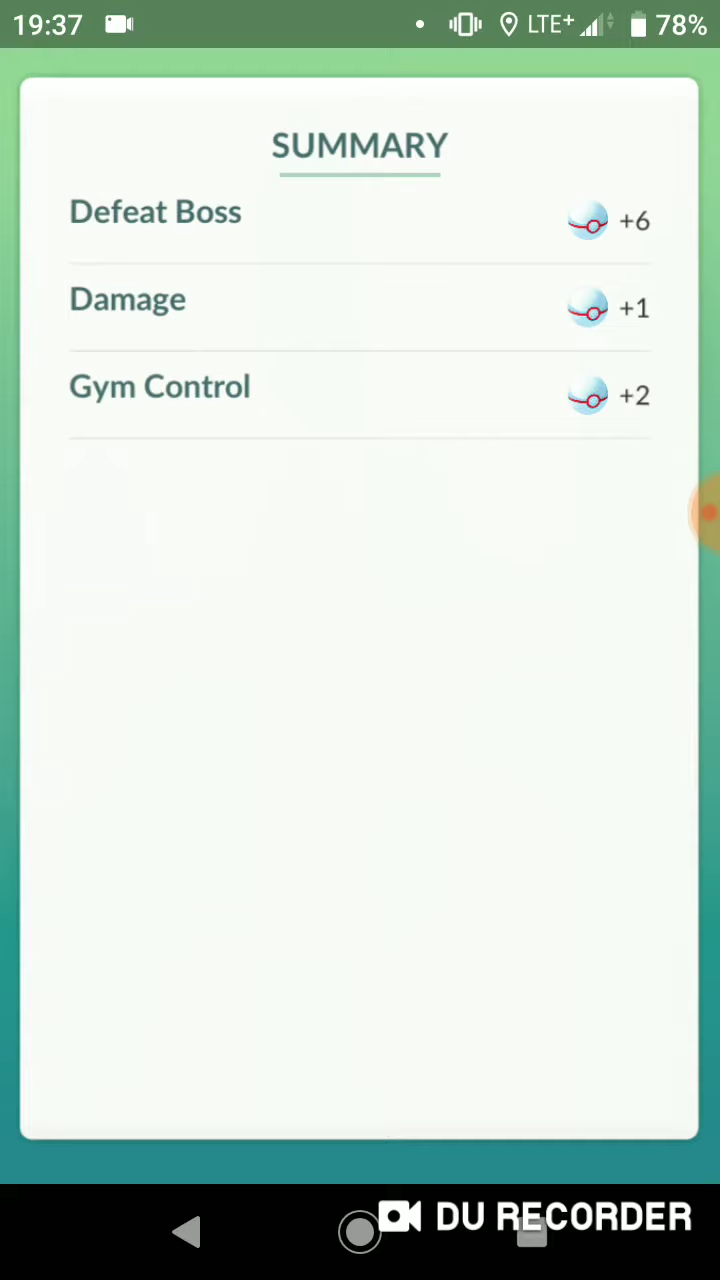 19:37 LTE+ 78%
SUMMARY
Defeat Boss +6
Damage +1
Gym Control +2
DU RECORDER